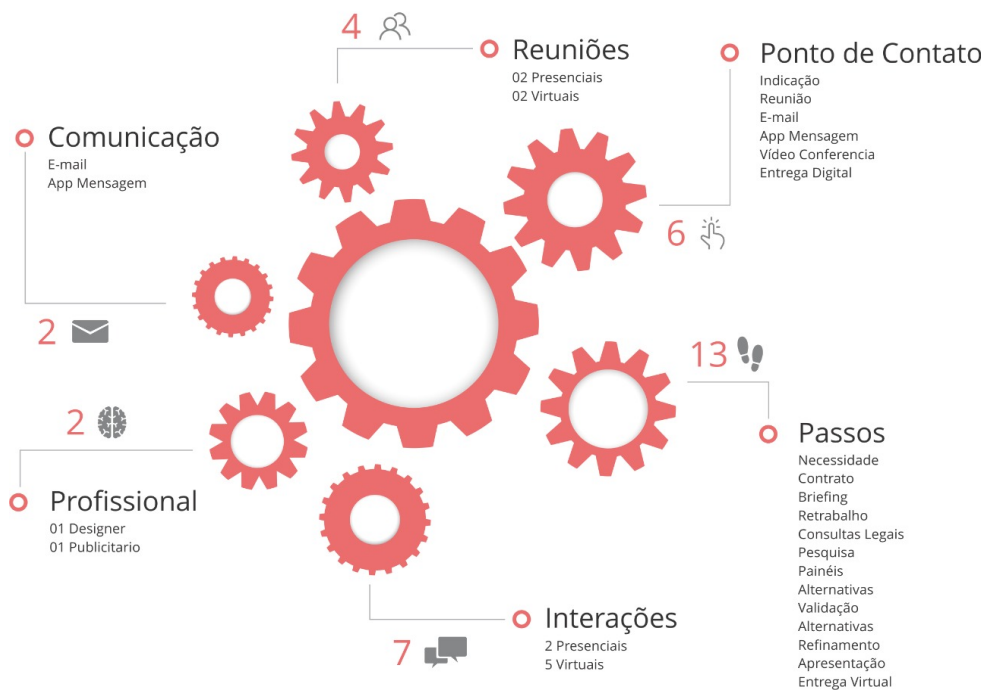 4
Reuniões
02 Presenciais
02 Virtuais
Ponto de Contato
Indicação
Reunião
E-mail
App Mensagem
Vídeo Conferencia
Entrega Digital
6
Comunicação
E-mail
App Mensagem
2
13
Passos
Necessidade
Contrato
Briefing
Retrabalho
Consultas Legais
Pesquisa
Painéis
Alternativas
Validação
Alternativas
Refinamento
Apresentação
Entrega Virtual
2
Profissional
01 Designer
01 Publicitario
7
Interações
2 Presenciais
5 Virtuais